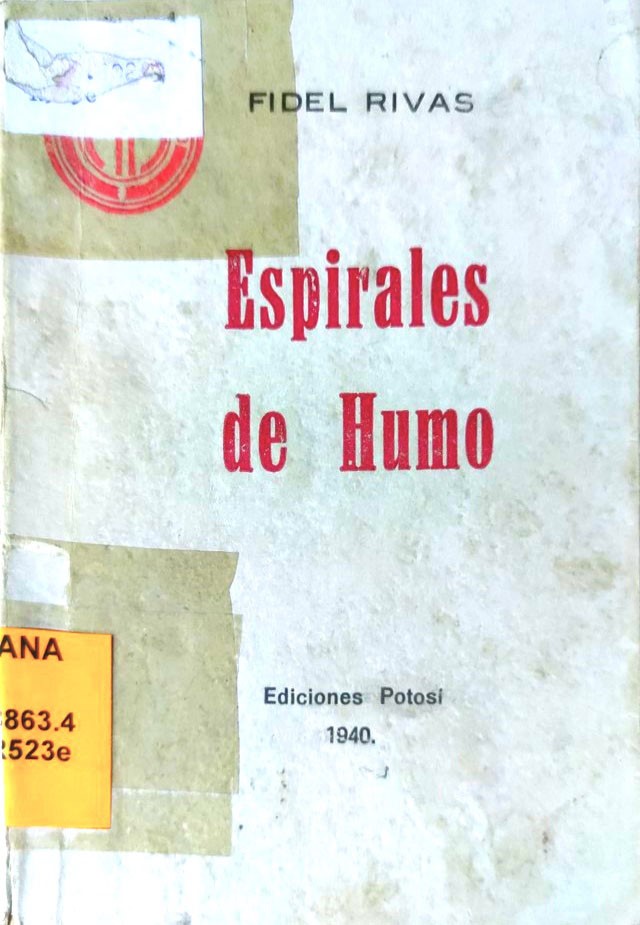 FIDEL RIVAS
Espirales
de Humo
Ediciones Potosí
1940.
ANA
863.4
523e